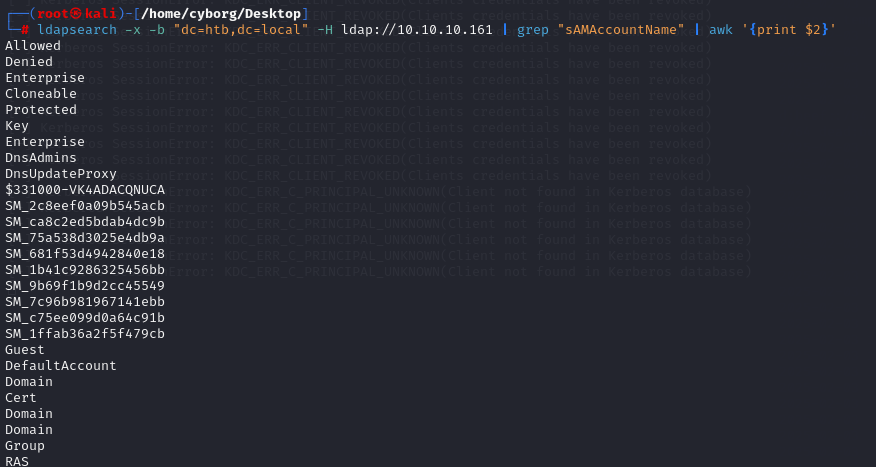 ┌──(root㉿kali)-[/home/cyborg/Desktop]
└─# ldapsearch -x -b "dc=htb,dc=local" -H ldap://10.10.10.161 | grep "sAMAccountName" | awk '{print $2}'
Allowed
Denied
Enterprise
Cloneable
Protected
Key
Enterprise
DnsAdmins
DnsUpdateProxy
$331000-VK4ADACQNUCA
SM_2c8eef0a09b545acb
SM_ca8c2ed5bdab4dc9b
SM_75a538d3025e4db9a
SM_681f53d4942840e18
SM_1b41c9286325456bb
SM_9b69f1b9d2cc45549
SM_7c96b981967141ebb
SM_c75ee099d0a64c91b
SM_1ffab36a2f5f479cb
Guest
DefaultAccount
Domain
Cert
Domain
Domain
Group
RAS